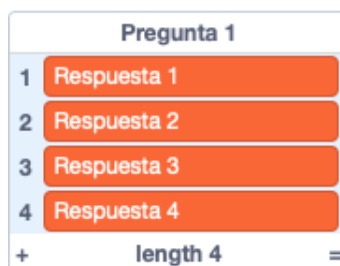 Pregunta 1
1 Respuesta 1
2 Respuesta 2
3 Respuesta 3
4 Respuesta 4
+ length 4 =